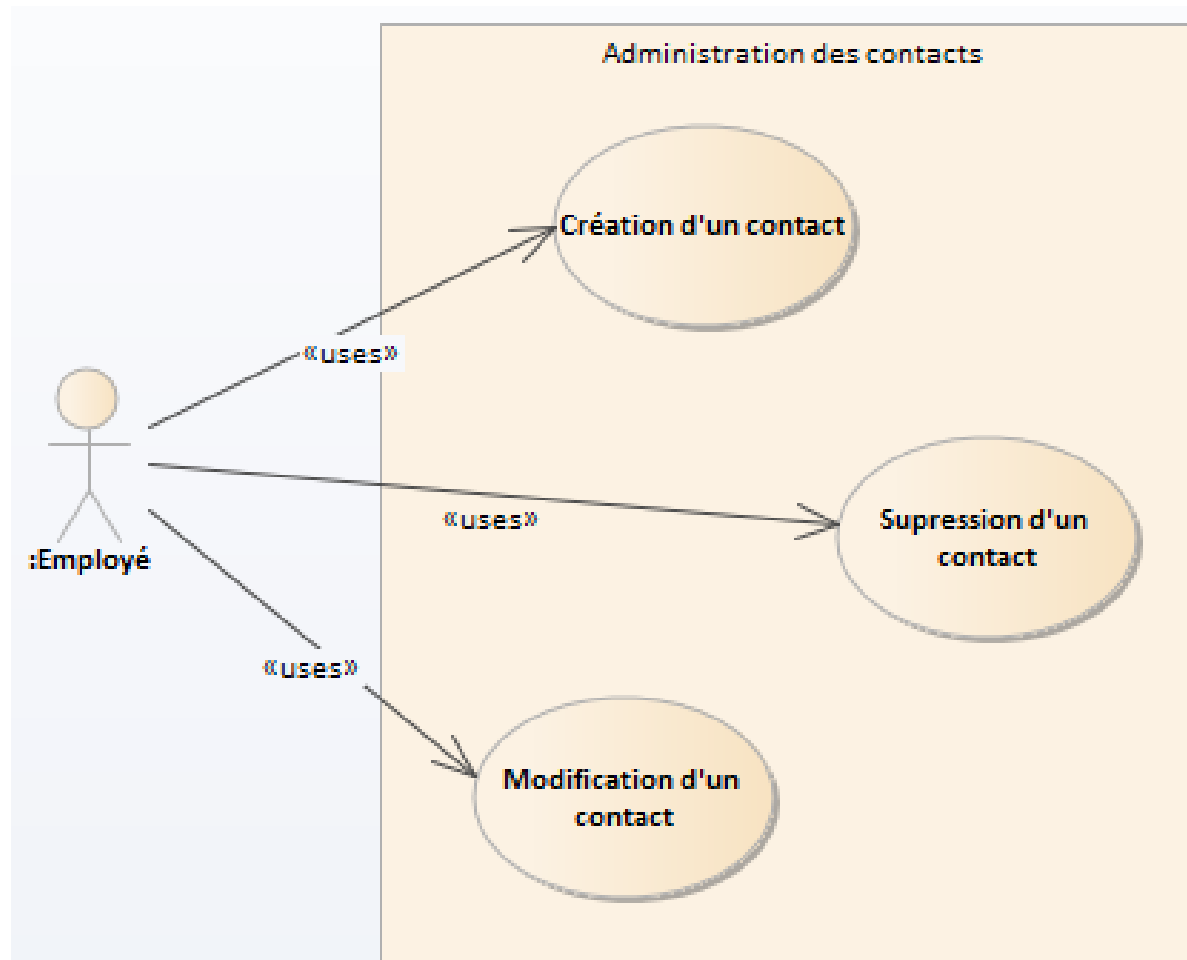 Administration des contacts
Création d'un contact
«uses»
«uses»
Supression d'un
contact
:Employé
«uses»
Modification d'un
contact